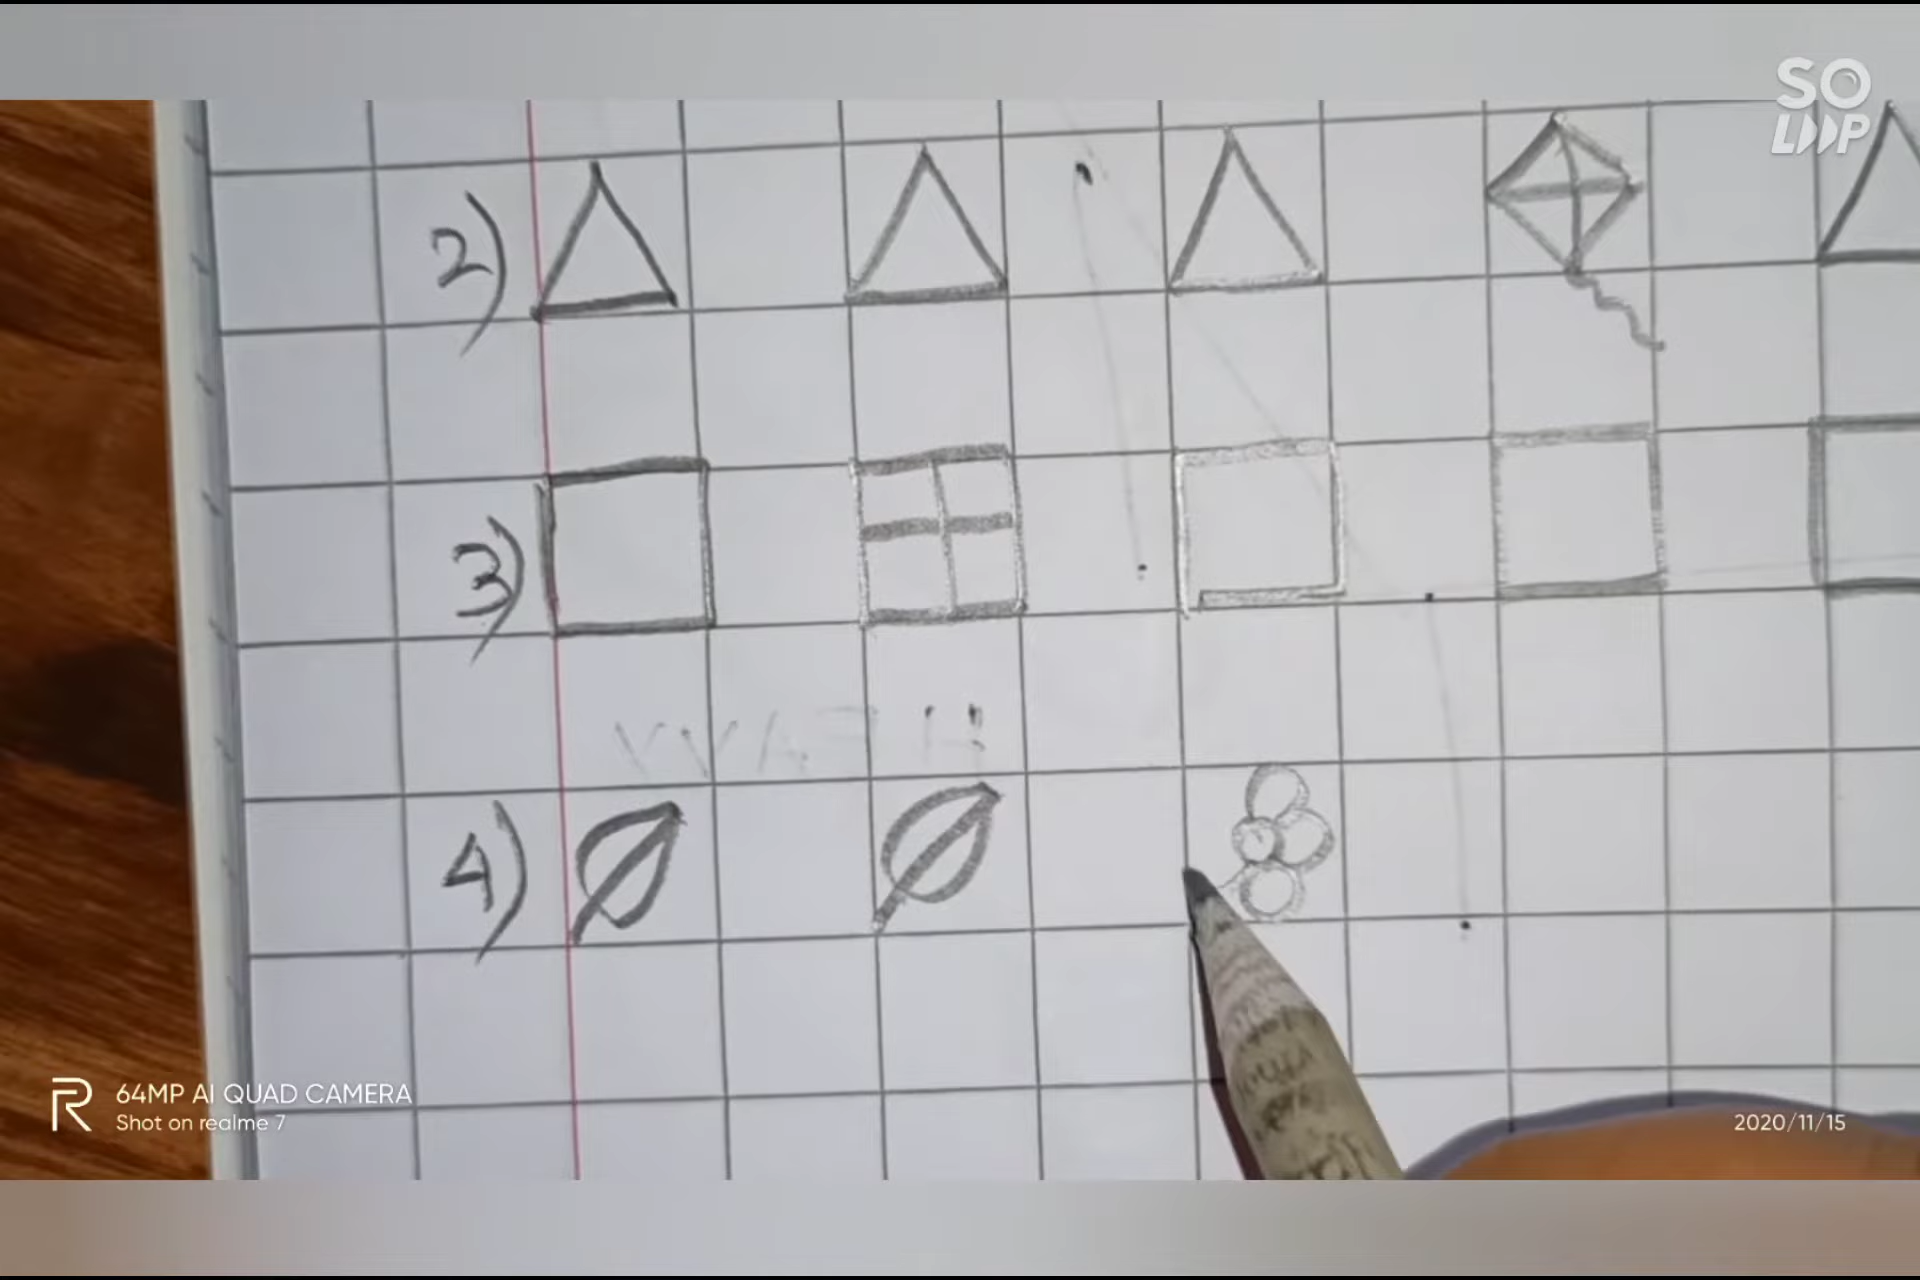 SO
LOOP
2)
3)
4)
64MP AI QUAD CAMERA
Shot on realme 7
2020/11/15